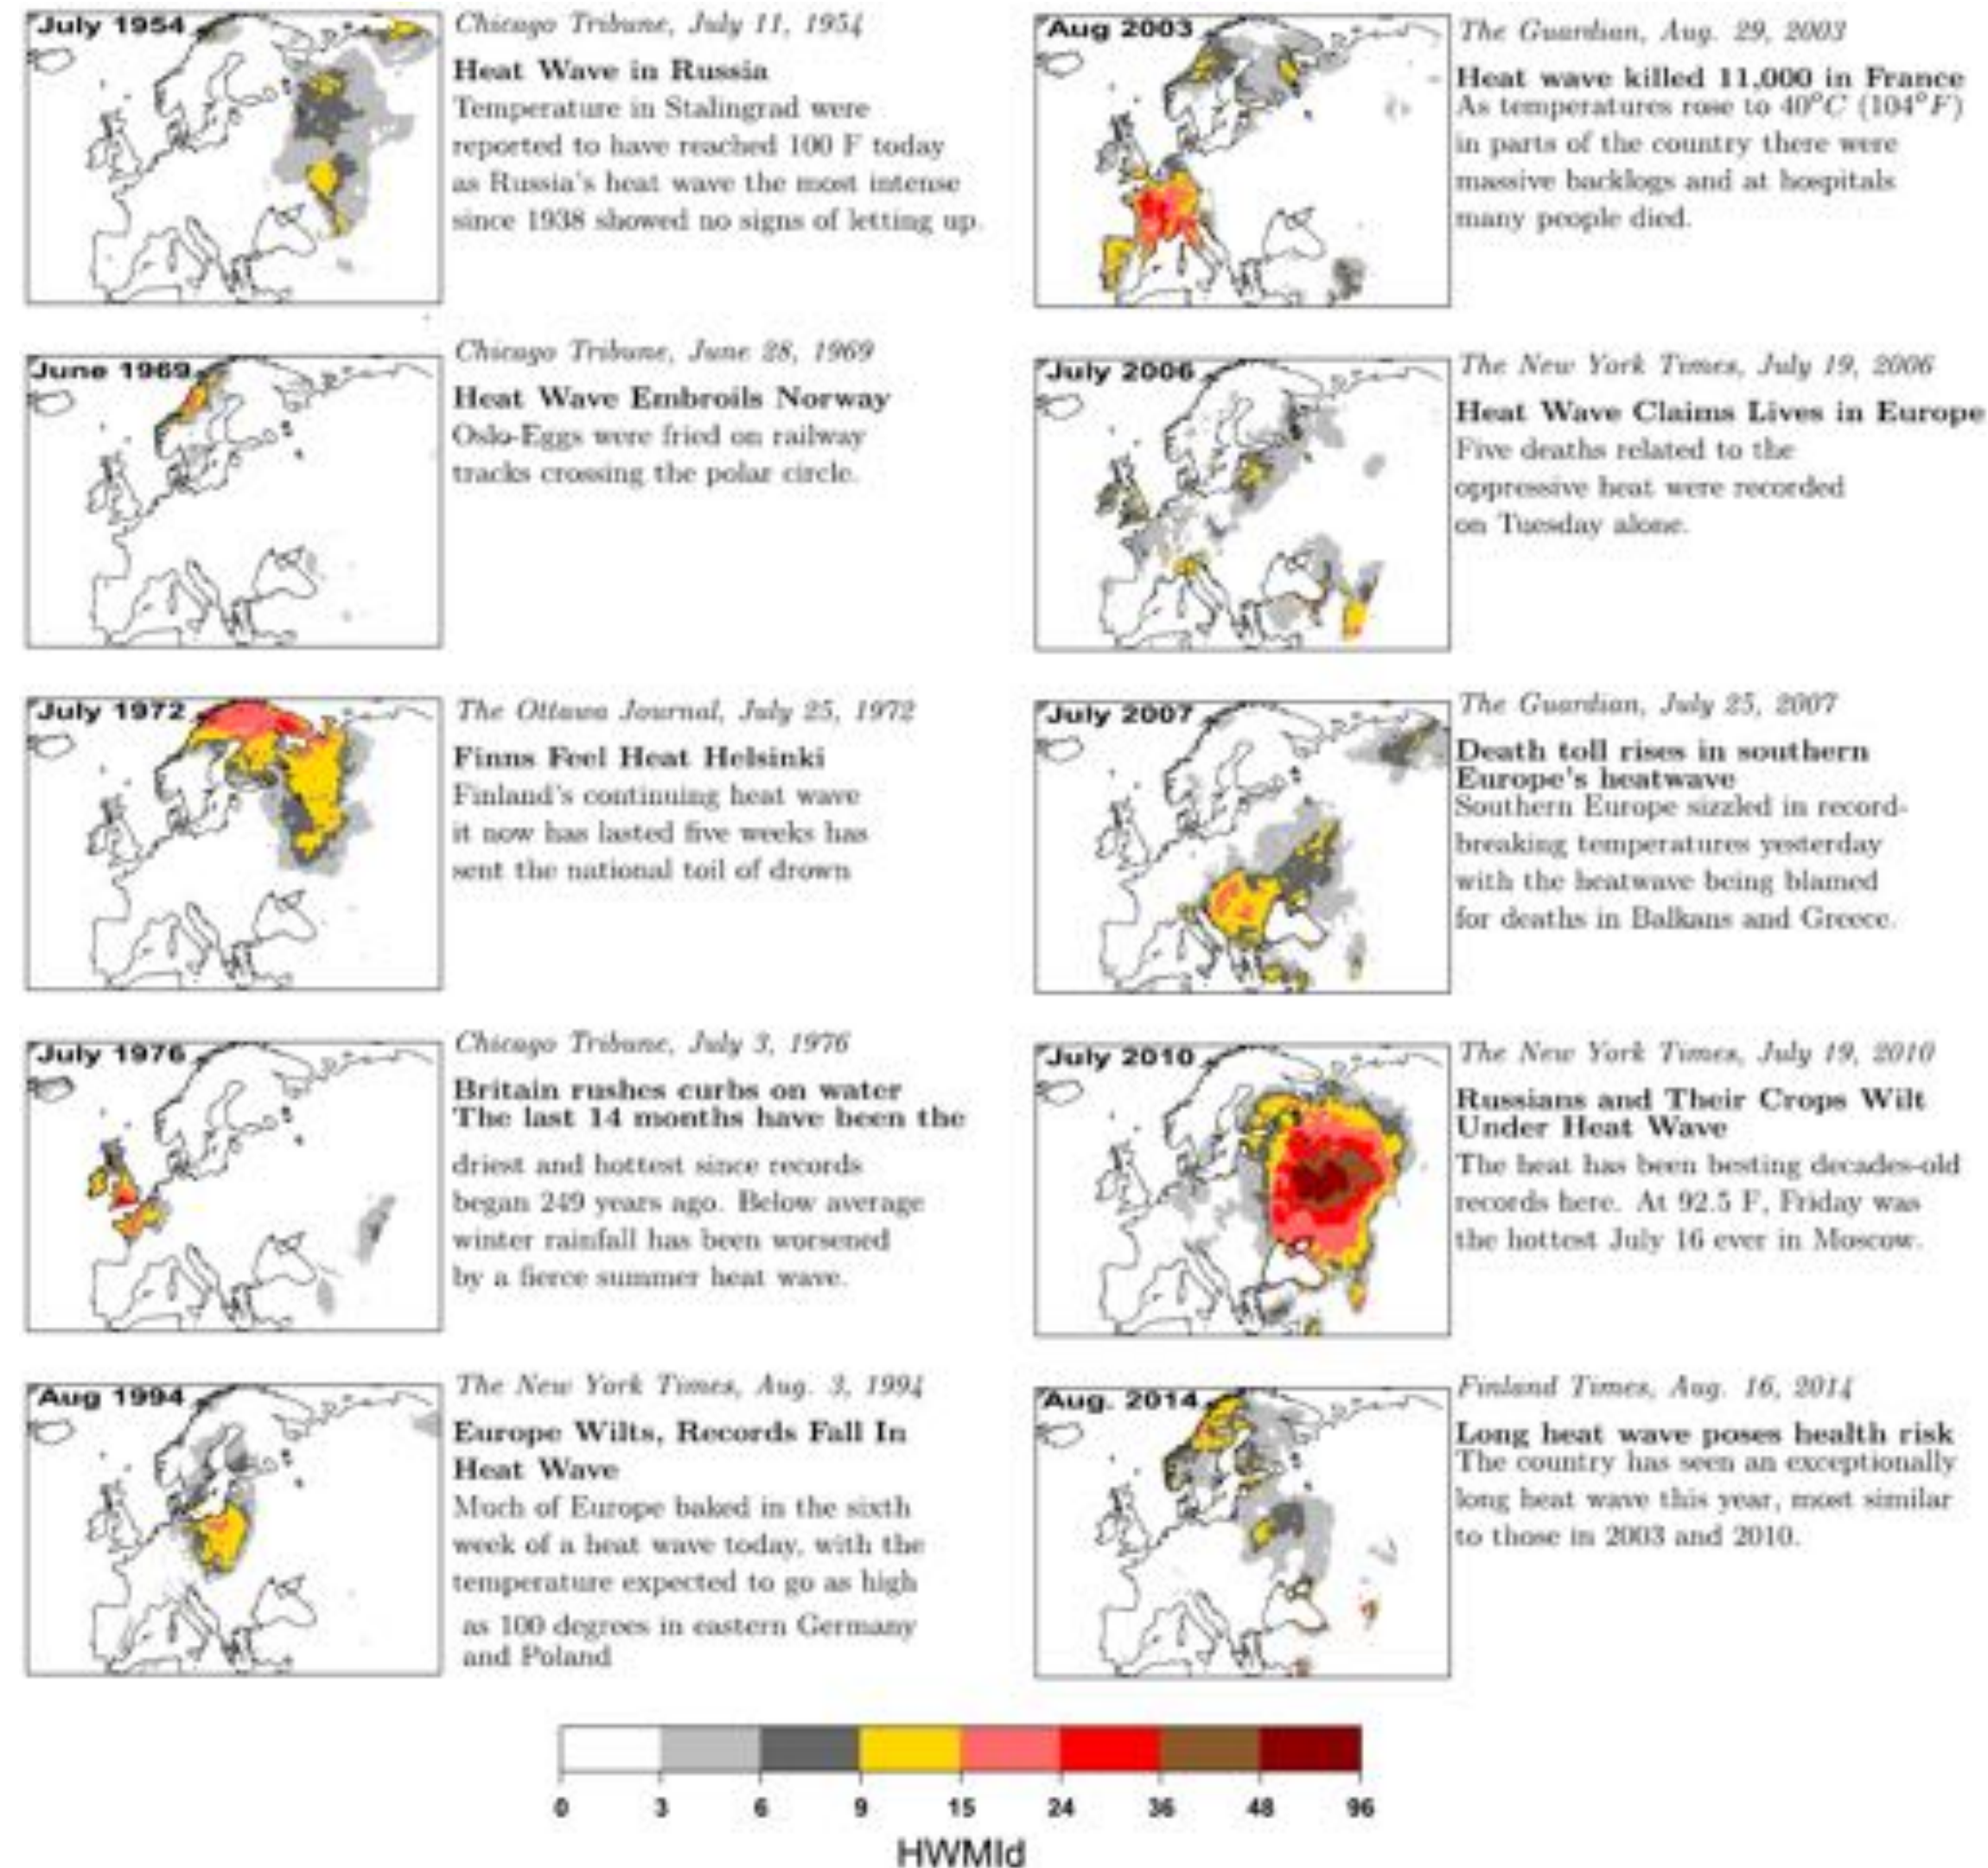 July 1954
Chicago Tribune, July 11, 1954
Heat Wave in Russia
Temperature in Stalingrad were
reported to have reached 100 F today
as Russia's heat wave the most intense
since 1938 showed no signs of letting up.
June 1969
Chicago Tribune, June 28, 1969
Heat Wave Embroils Norway
Oslo-Eggs were fried on railway
tracks crossing the polar circle.
July 1972
The Ottawa Journal, July 25, 1972
Finns Feel Heat Helsinki
Finland's continuing heat wave
it now has lasted five weeks has
sent the national toil of drown
July 1976
Chicago Tribune, July 3, 1976
Britain rushes curbs on water
The last 14 months have been the
driest and hottest since records
began 249 years ago. Below average
winter rainfall has been worsened
by a fierce summer heat wave.
Aug 1994
The New York Times, Aug. 3, 1994
Europe Wilts, Records Fall In
Heat Wave
Much of Europe baked in the sixth
week of a heat wave today, with the
temperature expected to go as high
as 100 degrees in eastern Germany
and Poland
Aug 2003
The Guardian, Aug. 29, 2003
Heat wave killed 11,000 in France
As temperatures rose to 40°C (104°F)
in parts of the country there were
massive backlogs and at hospitals
many people died.
July 2006
The New York Times, July 19, 2006
Heat Wave Claims Lives in Europe
Five deaths related to the
oppressive heat were recorded
on Tuesday alone.
July 2007
The Guardian, July 25, 2007
Death toll rises in southern
Europe's heatwave
Southern Europe sizzled in record-
breaking temperatures yesterday
with the heatwave being blamed
for deaths in Balkans and Greece.
July 2010
The New York Times, July 19, 2010
Russians and Their Crops Wilt
Under Heat Wave
The heat has been besting decades-old
records here. At 92.5 F, Friday was
the hottest July 16 ever in Moscow.
Aug. 2014
Finland Times, Aug. 16, 2014
Long heat wave poses health risk
The country has seen an exceptionally
long heat wave this year, most similar
to those in 2003 and 2010.
0 3 6 9 15 24 36 48 96
HWMId